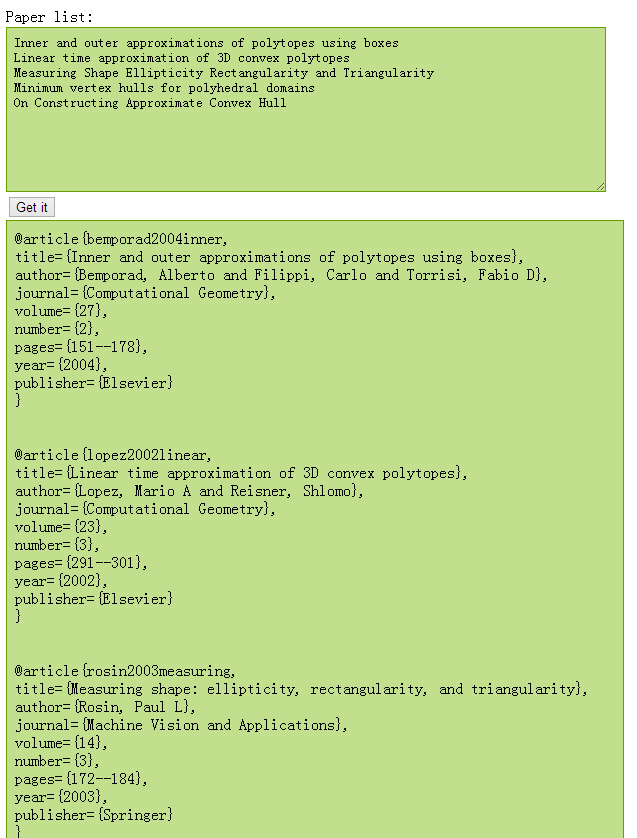 Paper list:
Inner and outer approximations of polytopes using boxes
Linear time approximation of 3D convex polytopes
Measuring Shape Ellipticity Rectangularity and Triangularity
Minimum vertex hulls for polyhedral domains
On Constructing Approximate Convex Hull
Get it
@article{bemporad2004inner,
title={Inner and outer approximations of polytopes using boxes},
author={Bemporad, Alberto and Filippi, Carlo and Torrisi, Fabio D},
journal={Computational Geometry},
volume={27},
number={2},
pages={151--178},
year={2004},
publisher={Elsevier}
}
@article{lopez2002linear,
title={Linear time approximation of 3D convex polytopes},
author={Lopez, Mario A and Reisner, Shlomo},
journal={Computational Geometry},
volume={23},
number={3},
pages={291--301},
year={2002},
publisher={Elsevier}
}
@article{rosin2003measuring,
title={Measuring shape: ellipticity, rectangularity, and triangularity},
author={Rosin, Paul L},
journal={Machine Vision and Applications},
volume={14},
number={3},
pages={172--184},
year={2003},
publisher={Springer}
}